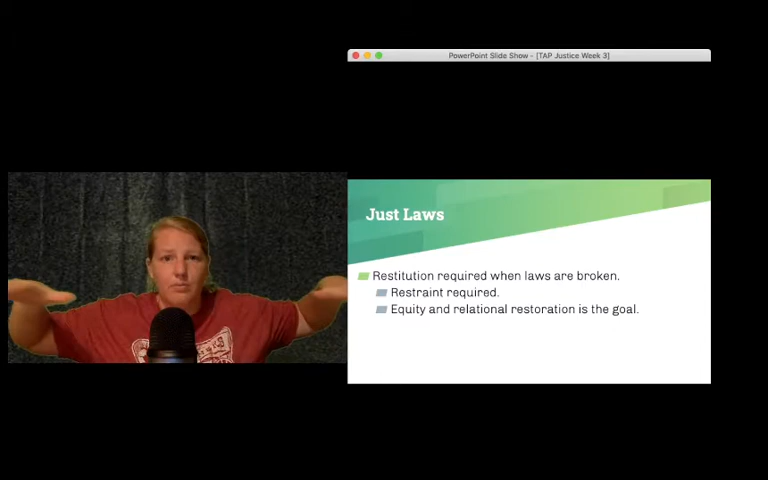 PowerPoint Slide Show - [TAP Justice Week 3]
Just Laws
Restitution required when laws are broken.
Restraint required.
Equity and relational restoration is the goal.